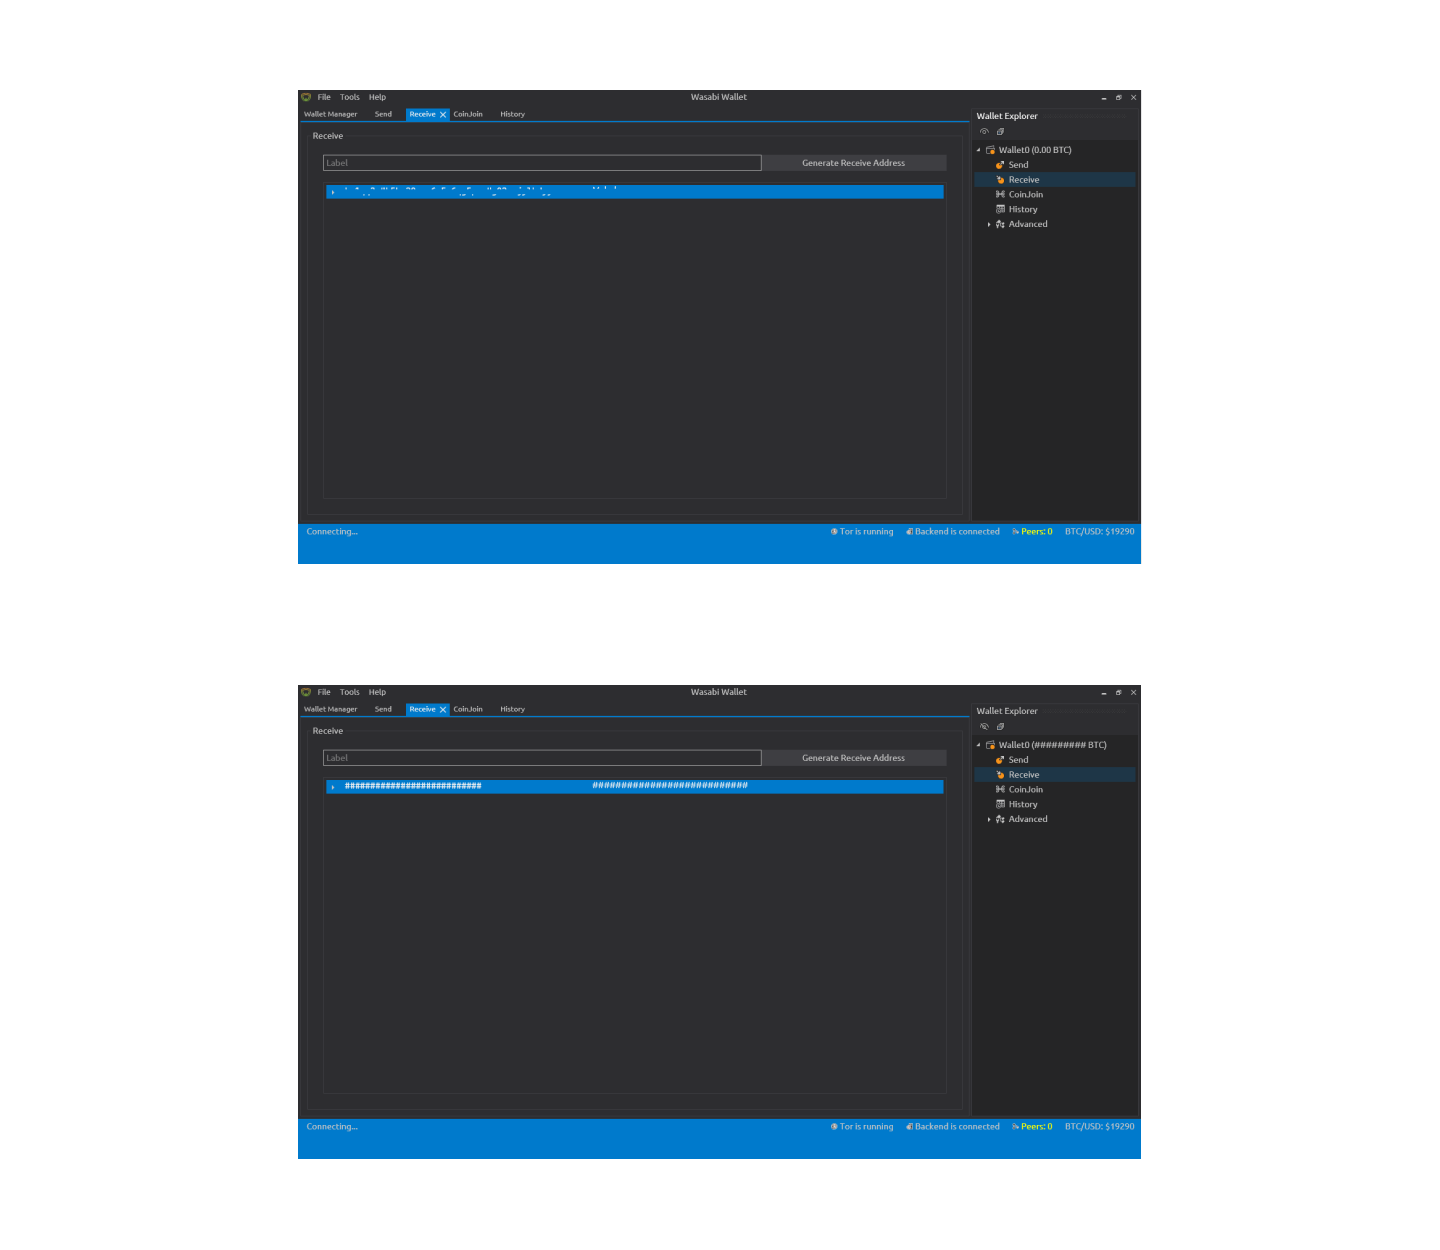 File Tools Help Wasabi Wallet
Wallet Manager Send Receive CoinJoin History Wallet Explorer
Receive
Label Generate Receive Address
Wallet0 (0.00 BTC)
Send
Receive
CoinJoin
History
Advanced
Connecting... Tor is running Backend is connected Peers: 0 BTC/USD: $19290
File Tools Help Wasabi Wallet
Wallet Manager Send Receive CoinJoin History Wallet Explorer
Receive
Label Generate Receive Address
Wallet0 (######### BTC)
########################### ###########################
Send
Receive
CoinJoin
History
Advanced
Connecting... Tor is running Backend is connected Peers: 0 BTC/USD: $19290